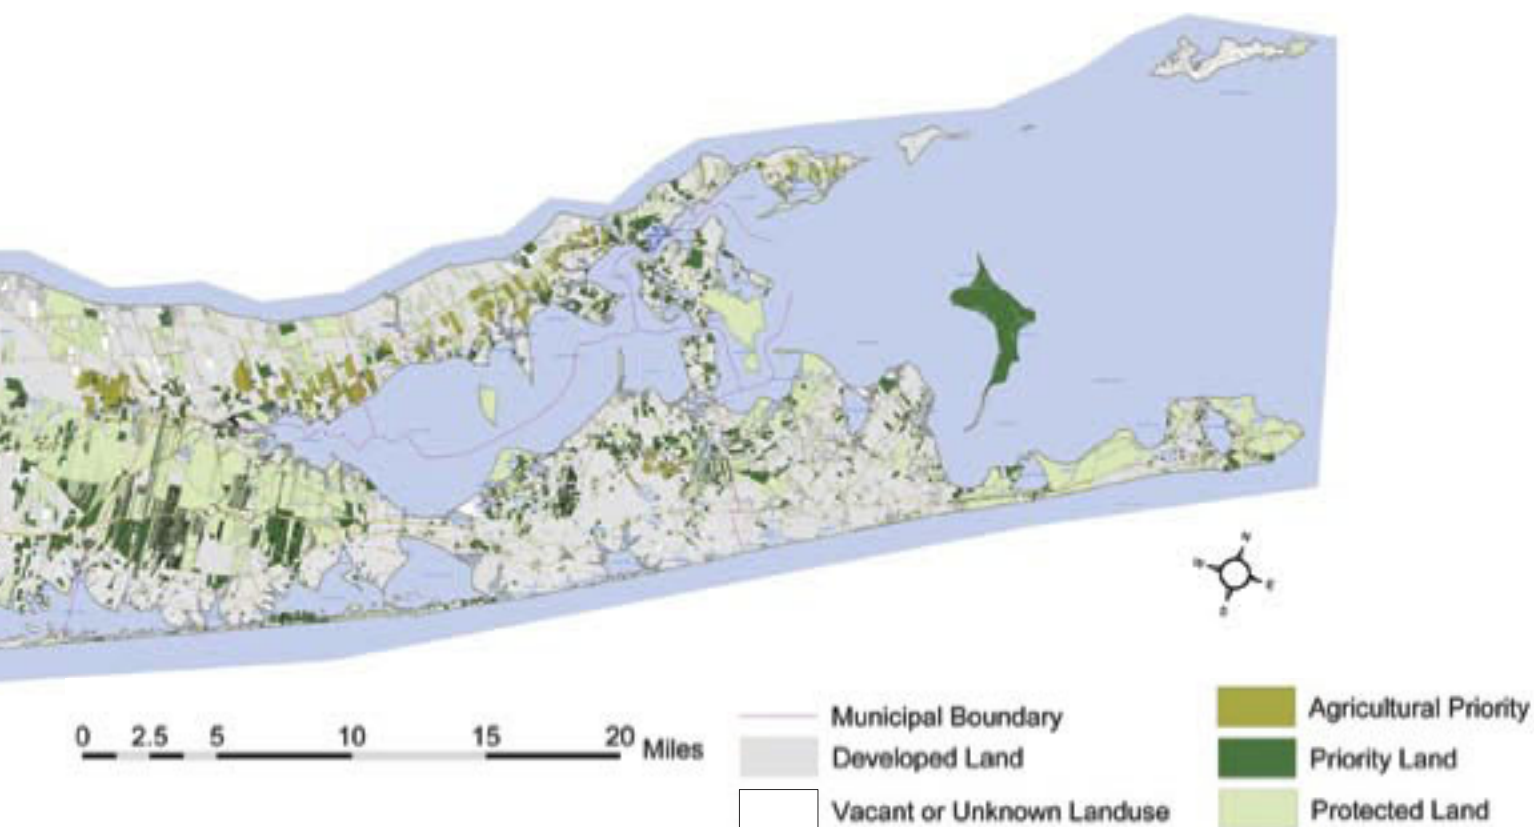 N
W
E
S
0 2.5 5 10 15 20 Miles
Municipal Boundary
Developed Land
Vacant or Unknown Landuse
Agricultural Priority
Priority Land
Protected Land